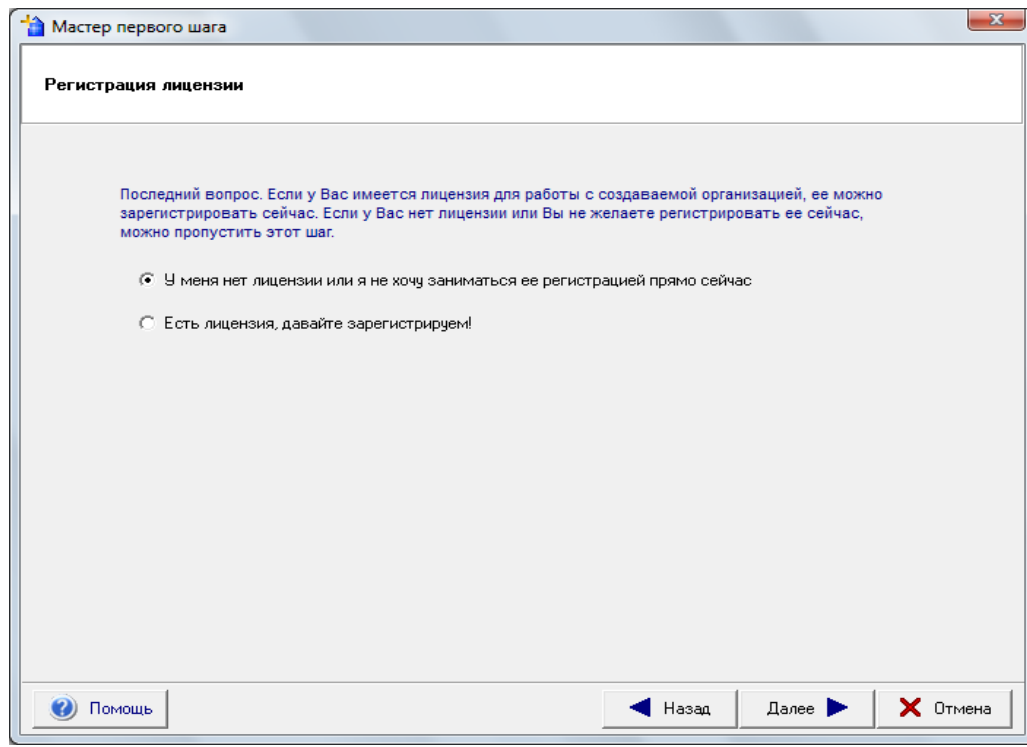 Мастер первого шага
Регистрация лицензии
Последний вопрос. Если у Вас имеется лицензия для работы с создаваемой организацией, ее можно
зарегистрировать сейчас. Если у Вас нет лицензии или Вы не желаете регистрировать ее сейчас,
можно пропустить этот шаг.
У меня нет лицензии или я не хочу заниматься ее регистрацией прямо сейчас
Есть лицензия, давайте зарегистрируем!
Помощь
Назад
Далее
Отмена